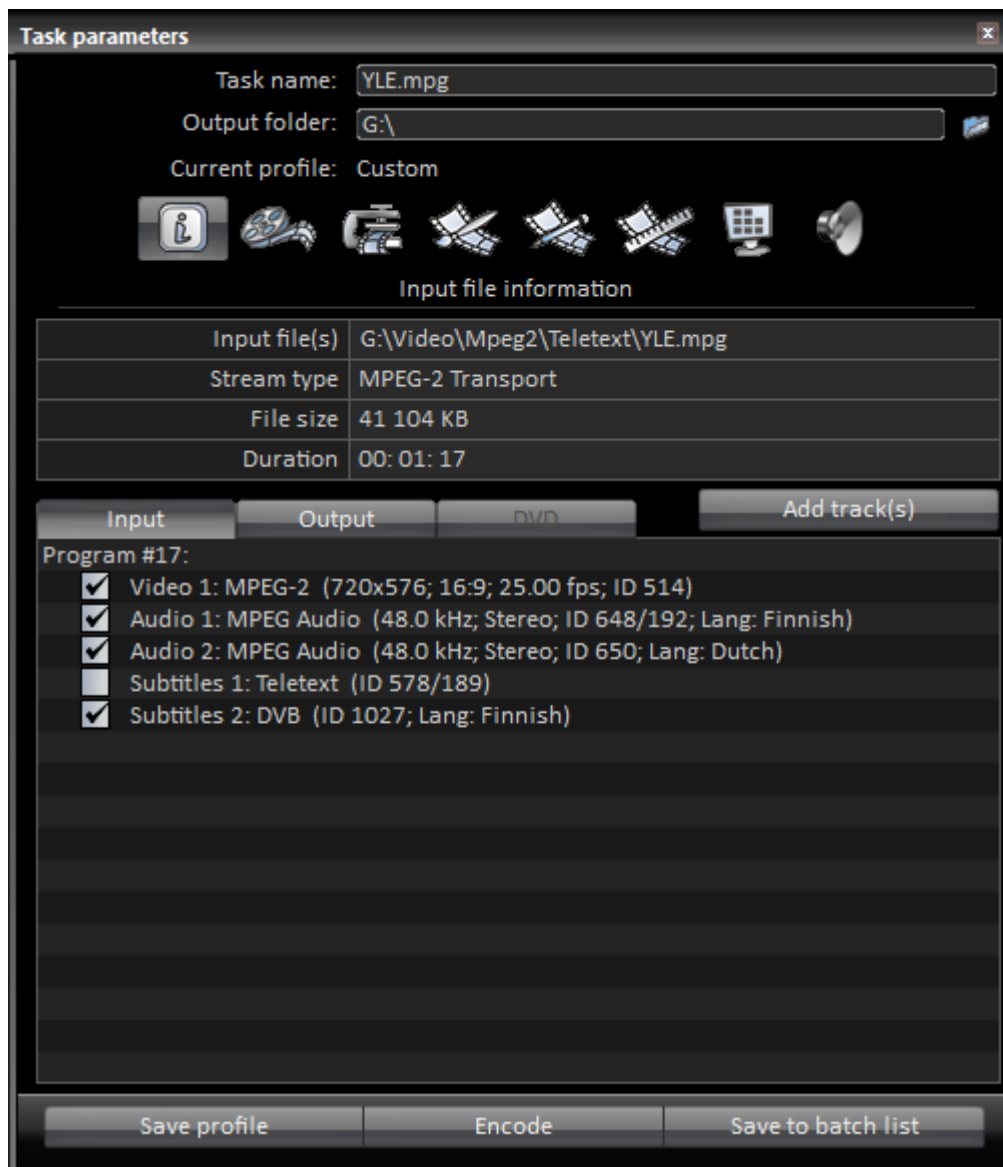 Task parameters
Task name: YLE.mpg
Output folder: G:\
Current profile: Custom
Input file information
Input file(s) G:\Video\Mpeg2\Teletext\YLE.mpg
Stream type MPEG-2 Transport
File size 41 104 KB
Duration 00: 01: 17
Input Output DVD Add track(s)
Program #17:
Video 1: MPEG-2 (720x576; 16:9; 25.00 fps; ID 514)
Audio 1: MPEG Audio (48.0 kHz; Stereo; ID 648/192; Lang: Finnish)
Audio 2: MPEG Audio (48.0 kHz; Stereo; ID 650; Lang: Dutch)
Subtitles 1: Teletext (ID 578/189)
Subtitles 2: DVB (ID 1027; Lang: Finnish)
Save profile Encode Save to batch list